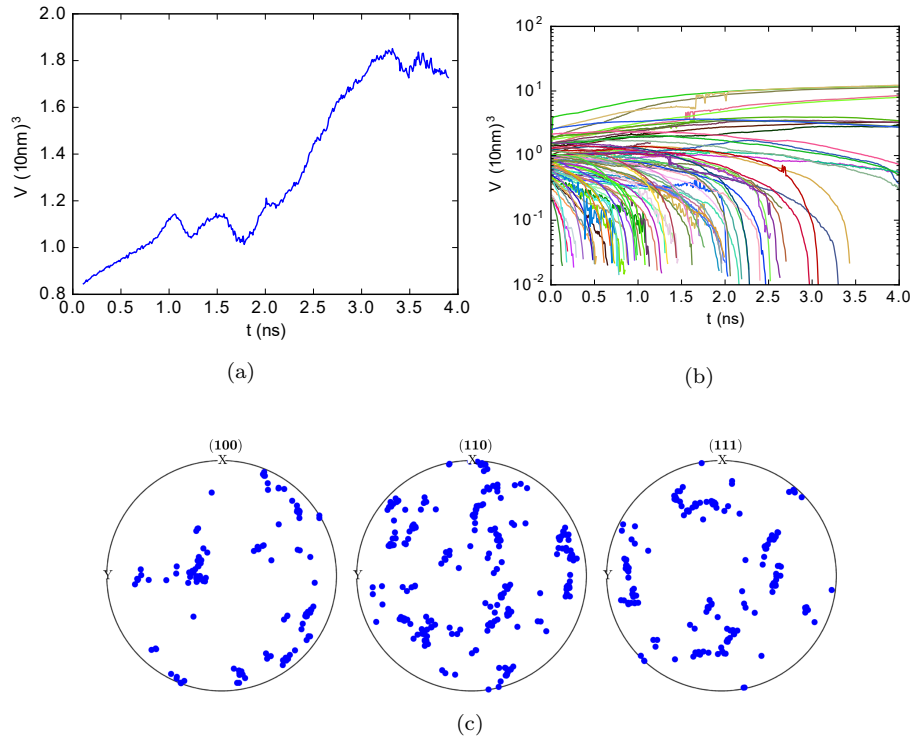 2.0
1.8
1.6
1.4
1.2
1.0
0.8
V (10nm)³
0.0 0.5 1.0 1.5 2.0 2.5 3.0 3.5 4.0
t (ns)
(a)
10²
10¹
10⁰
10⁻¹
10⁻²
V (10nm)³
0.0 0.5 1.0 1.5 2.0 2.5 3.0 3.5 4.0
t (ns)
(b)
(100) (110) (111)
X X X
Y Y Y
(c)